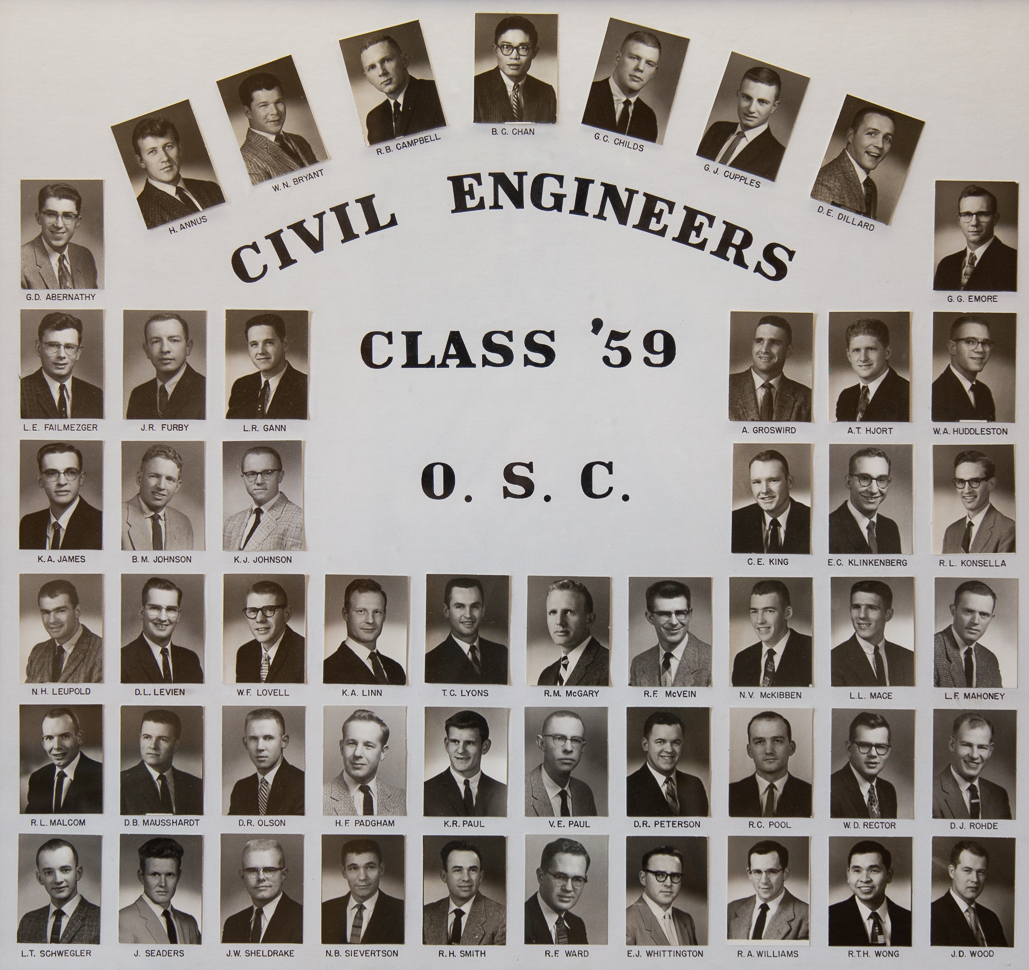 B. C. CHAN
R.B. CAMPBELL
G.C. CHILDS
W.N. BRYANT
G. J. CUPPLES
H. ANNUS
D.E. DILLARD
CIVIL ENGINEERS
G.D. ABERNATHY
G. G. EMORE
CLASS '59
L.E. FAILMEZGER
J.R. FURBY
L.R. GANN
A. GROSWIRD
A.T. HJORT
W.A. HUDDLESTON
O. S. C.
K.A. JAMES
B.M. JOHNSON
K.J. JOHNSON
C.E. KING
E.C. KLINKENBERG
R.L. KONSELLA
N.H. LEUPOLD
D.L. LEVIEN
W.F. LOVELL
K.A. LINN
T.C. LYONS
R.M. McGARY
R.F. McVEIN
N.V. McKIBBEN
L.L. MACE
L.F. MAHONEY
R.L. MALCOM
D.B. MAUSSHARDT
D.R. OLSON
H.F. PADGHAM
K.R. PAUL
V.E. PAUL
D.R. PETERSON
R.C. POOL
W.D. RECTOR
D.J. ROHDE
L.T. SCHWEGLER
J. SEADERS
J.W. SHELDRAKE
N.B. SIEVERTSON
R.H. SMITH
R.F. WARD
E.J. WHITTINGTON
R.A. WILLIAMS
R.T.H. WONG
J.D. WOOD